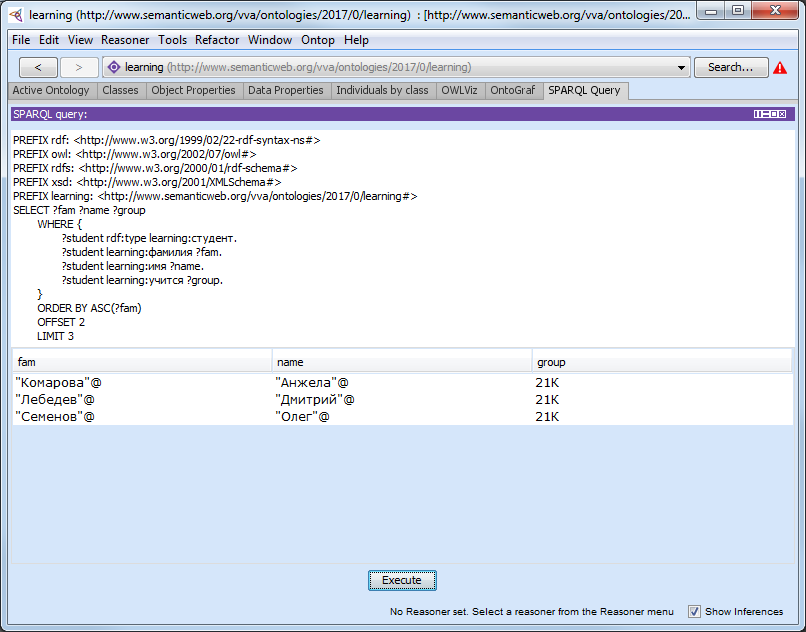 learning (http://www.semanticweb.org/vva/ontologies/2017/0/learning) : [http://www.semanticweb.org/vva/ontologies/20...
File Edit View Reasoner Tools Refactor Window Ontop Help
< > learning (http://www.semanticweb.org/vva/ontologies/2017/0/learning) Search...
Active Ontology Classes Object Properties Data Properties Individuals by class OWLViz OntoGraf SPARQL Query
SPARQL query:
PREFIX rdf: <http://www.w3.org/1999/02/22-rdf-syntax-ns#>
PREFIX owl: <http://www.w3.org/2002/07/owl#>
PREFIX rdfs: <http://www.w3.org/2000/01/rdf-schema#>
PREFIX xsd: <http://www.w3.org/2001/XMLSchema#>
PREFIX learning: <http://www.semanticweb.org/vva/ontologies/2017/0/learning#>
SELECT ?fam ?name ?group
WHERE {
?student rdf:type learning:студент.
?student learning:фамилия ?fam.
?student learning:имя ?name.
?student learning:учится ?group.
}
ORDER BY ASC(?fam)
OFFSET 2
LIMIT 3
fam name group
"Комарова"@ "Анжела"@ 21К
"Лебедев"@ "Дмитрий"@ 21К
"Семенов"@ "Олег"@ 21К
Execute
No Reasoner set. Select a reasoner from the Reasoner menu Show Inferences